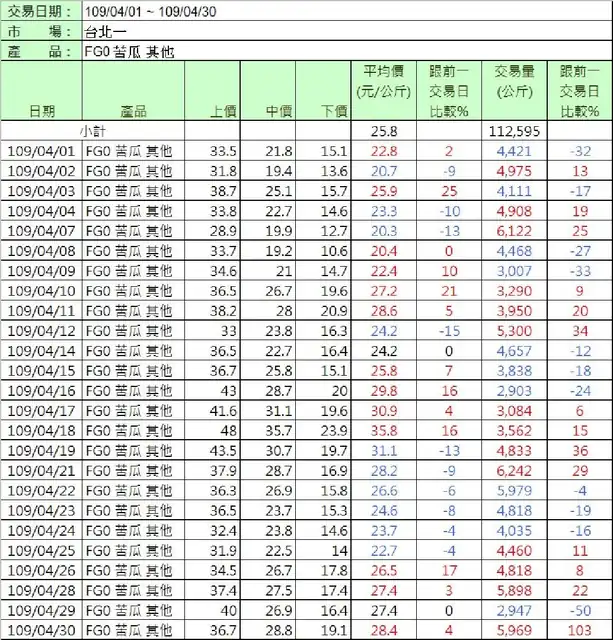 交易日期： 109/04/01 ~ 109/04/30
市　　場： 台北一
產　　品： FG0 苦瓜 其他
日期 產品 上價 中價 下價 平均價 (元/公斤) 跟前一交易日比較% 交易量 (公斤) 跟前一交易日比較%
小計 25.8 112,595
109/04/01 FG0 苦瓜 其他 33.5 21.8 15.1 22.8 2 4,421 -32
109/04/02 FG0 苦瓜 其他 31.8 19.4 13.6 20.7 -9 4,975 13
109/04/03 FG0 苦瓜 其他 38.7 25.1 15.7 25.9 25 4,111 -17
109/04/04 FG0 苦瓜 其他 33.8 22.7 14.6 23.3 -10 4,908 19
109/04/07 FG0 苦瓜 其他 28.9 19.9 12.7 20.3 -13 6,122 25
109/04/08 FG0 苦瓜 其他 33.7 19.2 10.6 20.4 0 4,468 -27
109/04/09 FG0 苦瓜 其他 34.6 21 14.7 22.4 10 3,007 -33
109/04/10 FG0 苦瓜 其他 36.5 26.7 19.6 27.2 21 3,290 9
109/04/11 FG0 苦瓜 其他 38.2 28 20.9 28.6 5 3,950 20
109/04/12 FG0 苦瓜 其他 33 23.8 16.3 24.2 -15 5,300 34
109/04/14 FG0 苦瓜 其他 36.5 22.7 16.4 24.2 0 4,657 -12
109/04/15 FG0 苦瓜 其他 36.7 25.8 15.1 25.8 7 3,838 -18
109/04/16 FG0 苦瓜 其他 43 28.7 20 29.8 16 2,903 -24
109/04/17 FG0 苦瓜 其他 41.6 31.1 19.6 30.9 4 3,084 6
109/04/18 FG0 苦瓜 其他 48 35.7 23.9 35.8 16 3,562 15
109/04/19 FG0 苦瓜 其他 43.5 30.7 19.7 31.1 -13 4,833 36
109/04/21 FG0 苦瓜 其他 37.9 28.7 16.9 28.2 -9 6,242 29
109/04/22 FG0 苦瓜 其他 36.3 26.9 15.8 26.6 -6 5,979 -4
109/04/23 FG0 苦瓜 其他 36.5 23.7 15.3 24.6 -8 4,818 -19
109/04/24 FG0 苦瓜 其他 32.4 23.8 14.6 23.7 -4 4,035 -16
109/04/25 FG0 苦瓜 其他 31.9 22.5 14 22.7 -4 4,460 11
109/04/26 FG0 苦瓜 其他 34.5 26.7 17.8 26.5 17 4,818 8
109/04/28 FG0 苦瓜 其他 37.4 27.5 17.4 27.4 3 5,898 22
109/04/29 FG0 苦瓜 其他 40 26.9 16.4 27.4 0 2,947 -50
109/04/30 FG0 苦瓜 其他 36.7 28.8 19.1 28.4 4 5,969 103